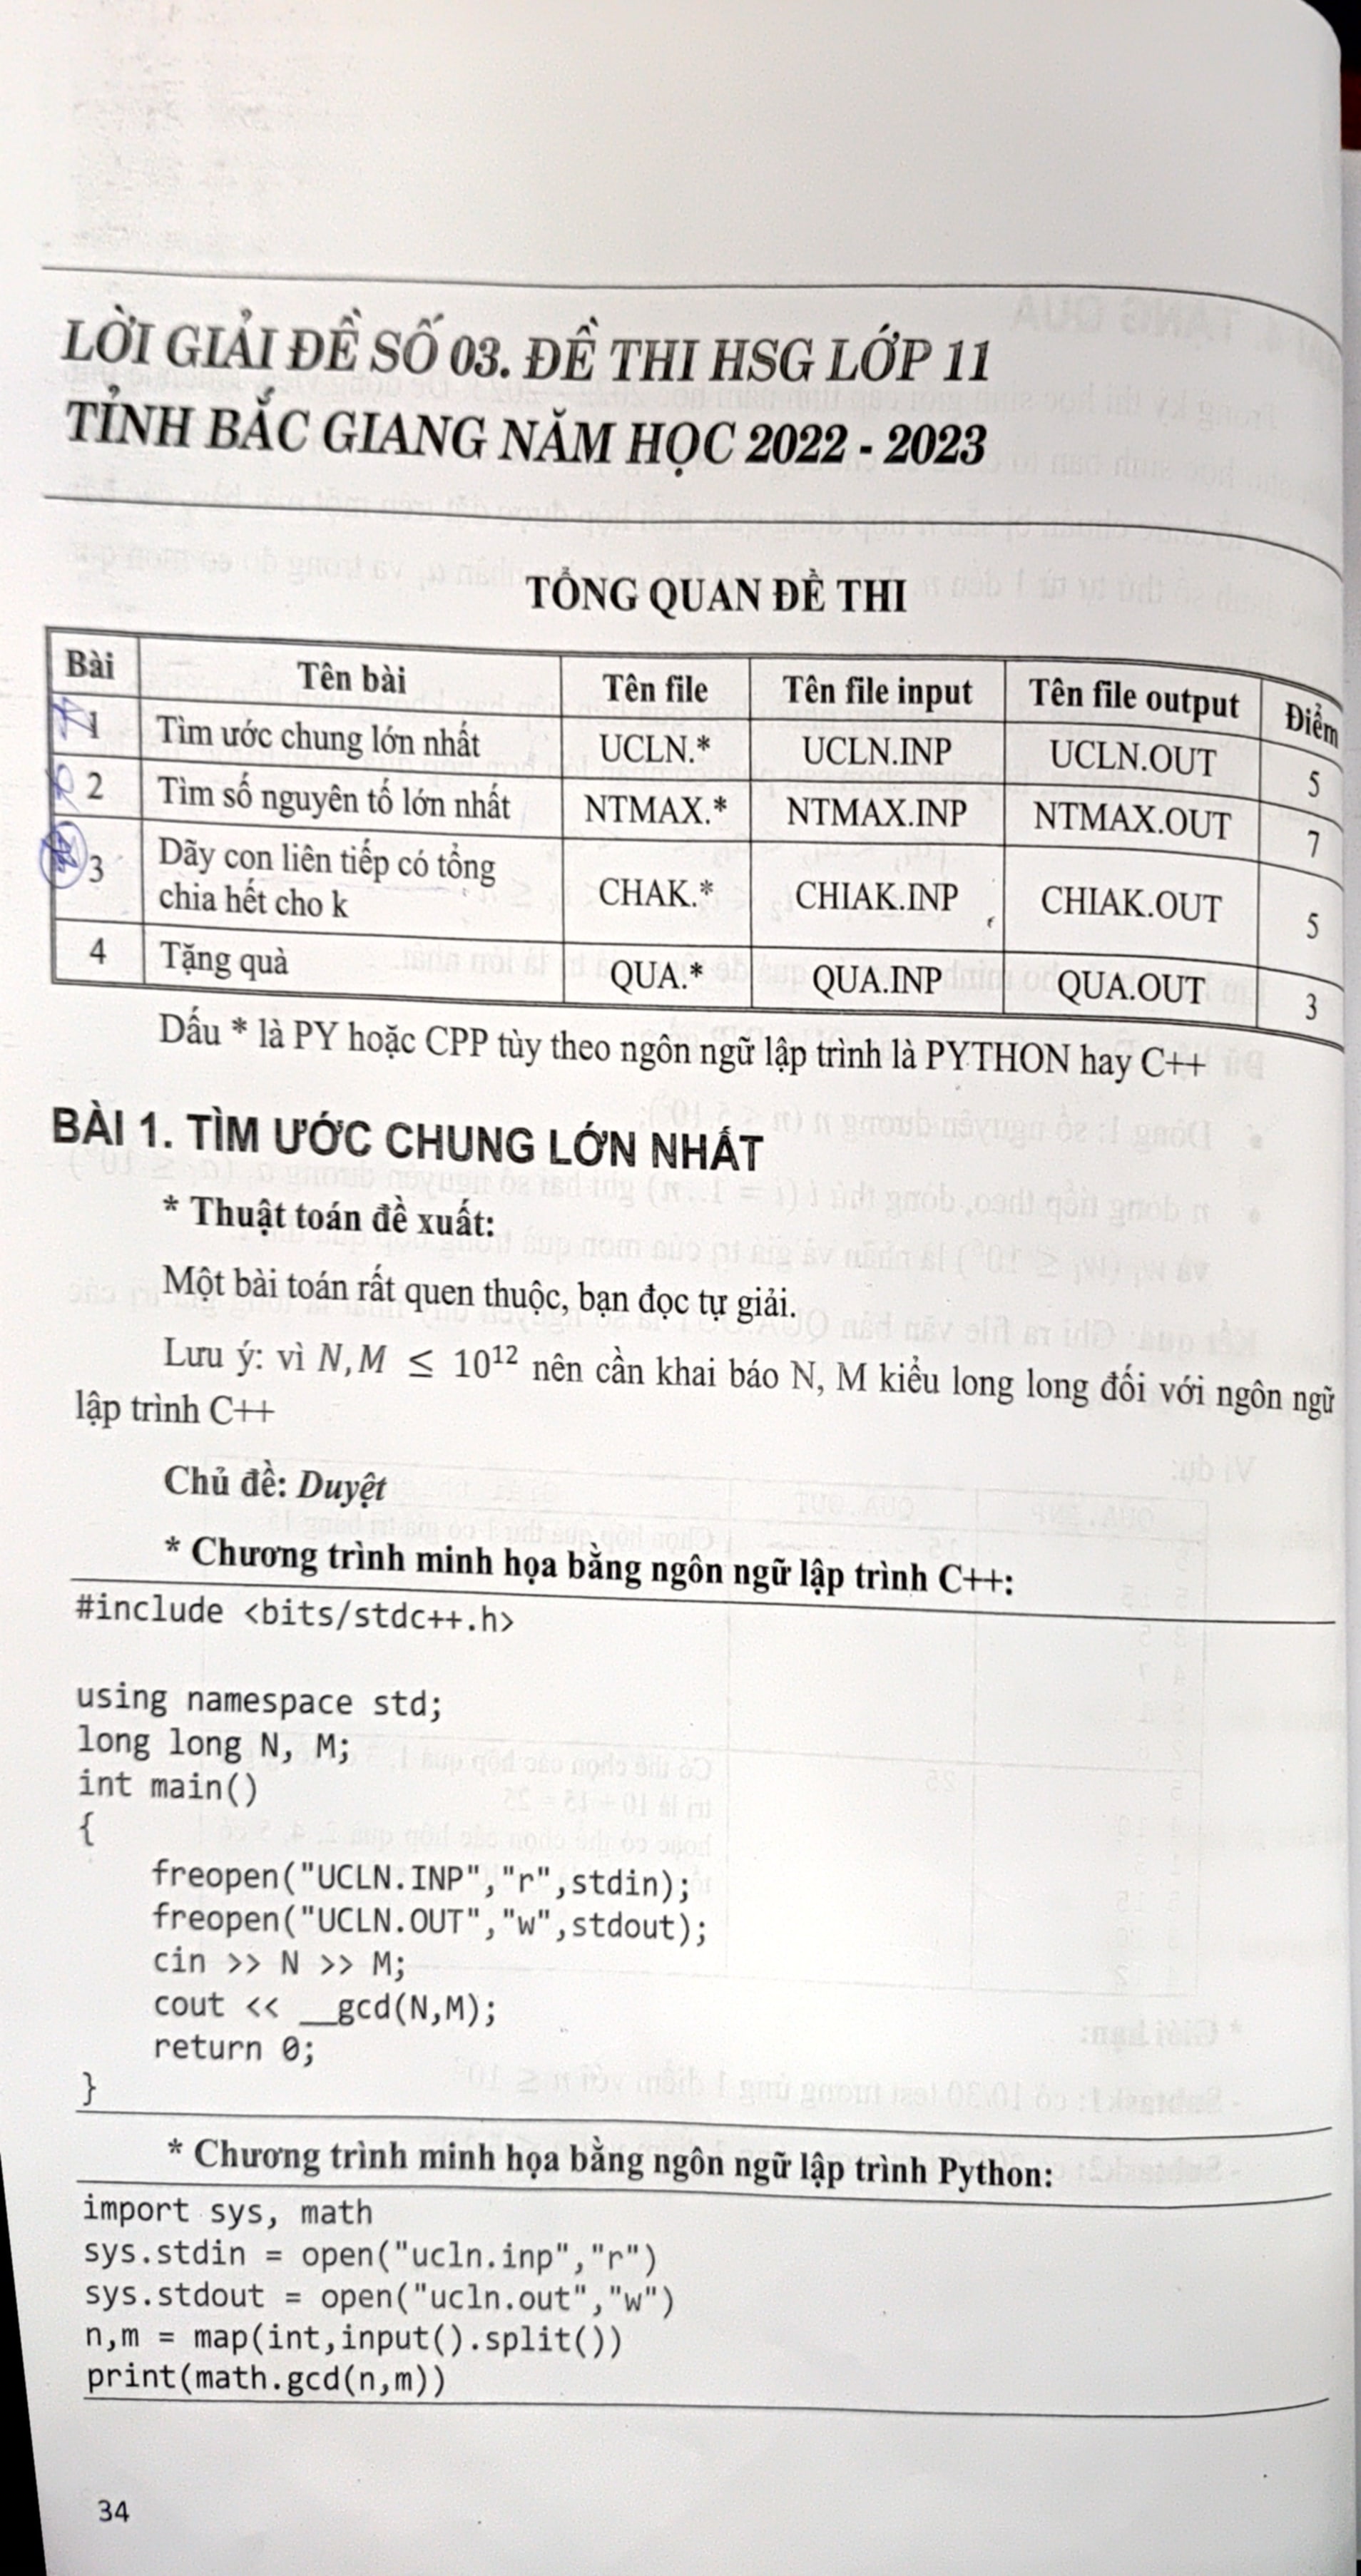 LỜI GIẢI ĐỀ SỐ 03. ĐỀ THI HSG LỚP 11
TỈNH BẮC GIANG NĂM HỌC 2022 - 2023
TỔNG QUAN ĐỀ THI
Bài Tên bài Tên file Tên file input Tên file output Điểm
1 Tìm ước chung lớn nhất UCLN.* UCLN.INP UCLN.OUT 5
2 Tìm số nguyên tố lớn nhất NTMAX.* NTMAX.INP NTMAX.OUT 7
3 Dãy con liên tiếp có tổng
chia hết cho k CHAK.* CHIAK.INP CHIAK.OUT 5
4 Tặng quà QUA.* QUA.INP QUA.OUT 3
Dấu * là PY hoặc CPP tùy theo ngôn ngữ lập trình là PYTHON hay C++
BÀI 1. TÌM ƯỚC CHUNG LỚN NHẤT
* Thuật toán đề xuất:
Một bài toán rất quen thuộc, bạn đọc tự giải.
Lưu ý: vì N, M ≤ 10¹² nên cần khai báo N, M kiểu long long đối với ngôn ngữ
lập trình C++
Chủ đề: Duyệt
* Chương trình minh họa bằng ngôn ngữ lập trình C++:
#include <bits/stdc++.h>
using namespace std;
long long N, M;
int main()
{
freopen("UCLN.INP","r",stdin);
freopen("UCLN.OUT","w",stdout);
cin >> N >> M;
cout << __gcd(N,M);
return 0;
}
* Chương trình minh họa bằng ngôn ngữ lập trình Python:
import sys, math
sys.stdin = open("ucln.inp","r")
sys.stdout = open("ucln.out","w")
n,m = map(int,input().split())
print(math.gcd(n,m))
34